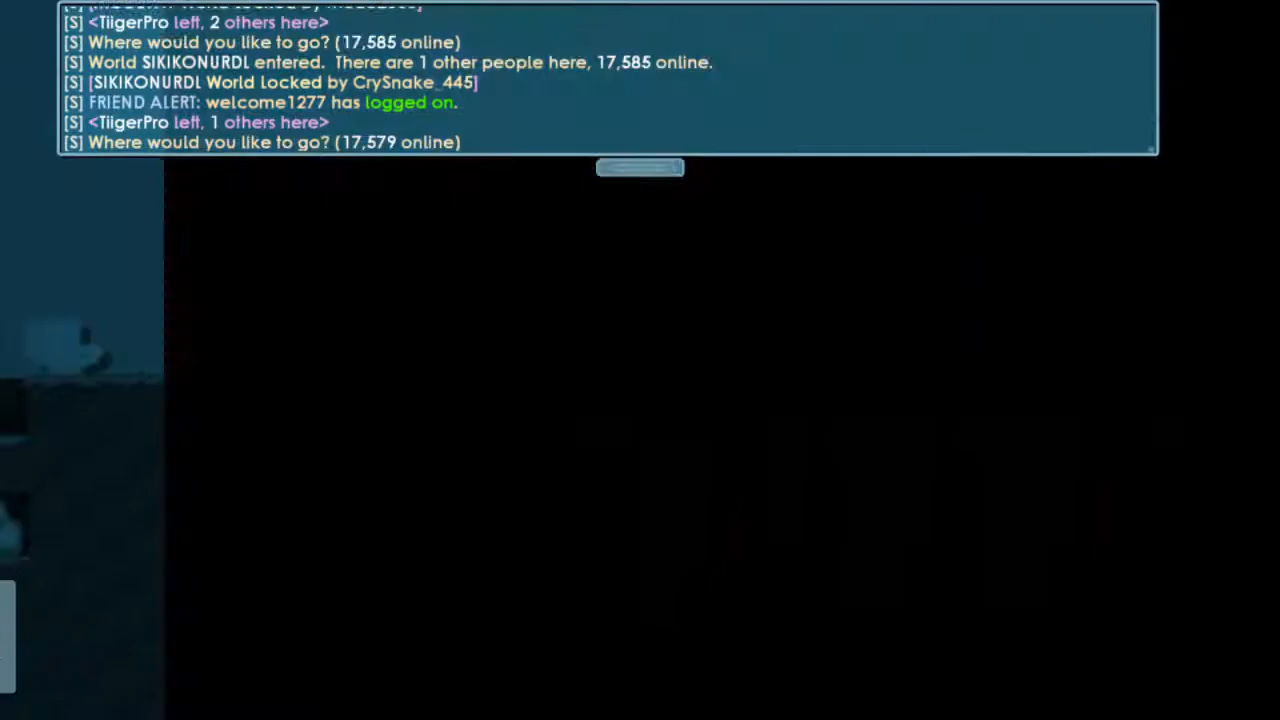 [S] <TiigerPro left, 2 others here>
[S] Where would you like to go? (17,585 online)
[S] World SIKIKONURDL entered. There are 1 other people here, 17,585 online.
[S] [SIKIKONURDL World Locked by CrySnake_445]
[S] FRIEND ALERT: welcome1277 has logged on.
[S] <TiigerPro left, 1 others here>
[S] Where would you like to go? (17,579 online)